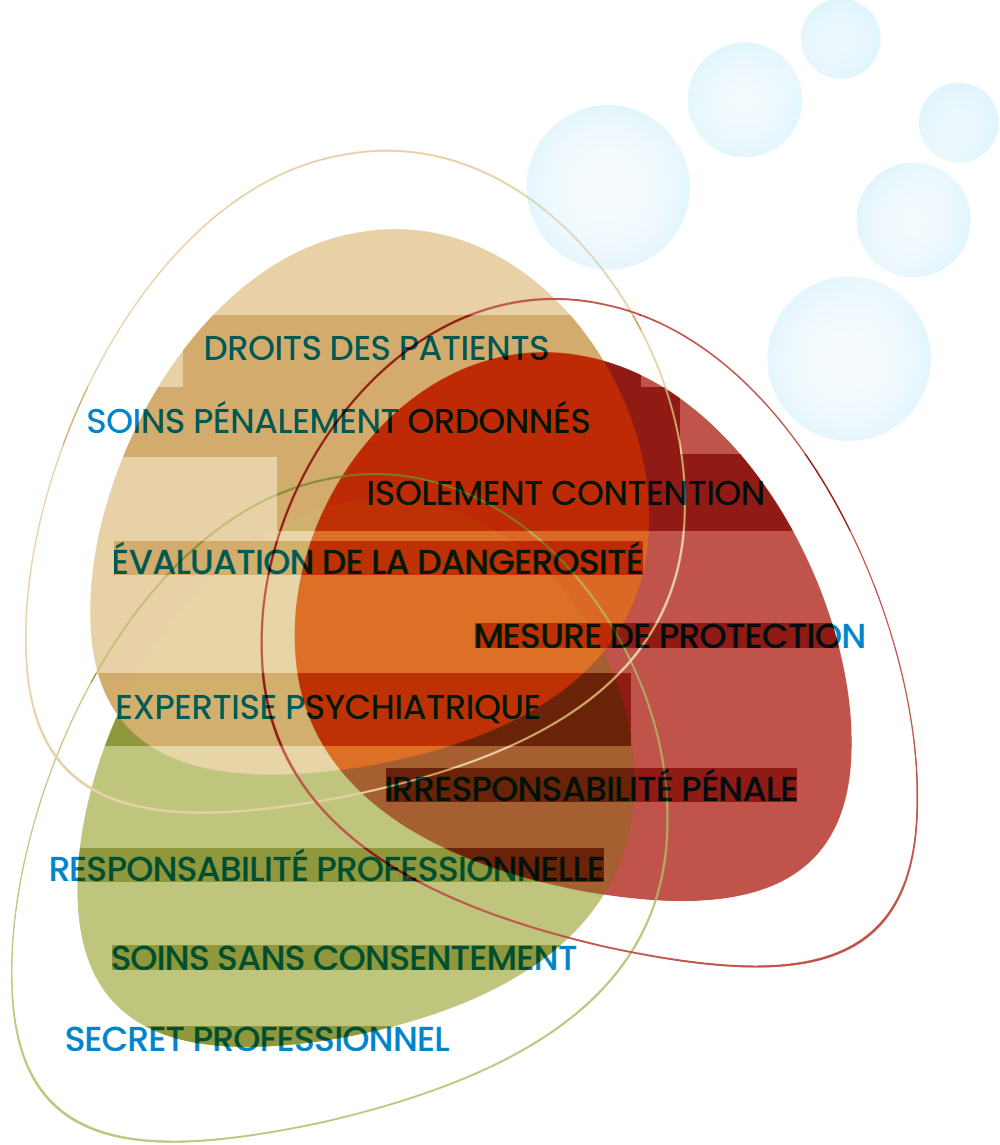 DROITS DES PATIENTS
SOINS PÉNALEMENT ORDONNÉS
ISOLEMENT CONTENTION
ÉVALUATION DE LA DANGEROSITÉ
MESURE DE PROTECTION
EXPERTISE PSYCHIATRIQUE
IRRESPONSABILITÉ PÉNALE
RESPONSABILITÉ PROFESSIONNELLE
SOINS SANS CONSENTEMENT
SECRET PROFESSIONNEL